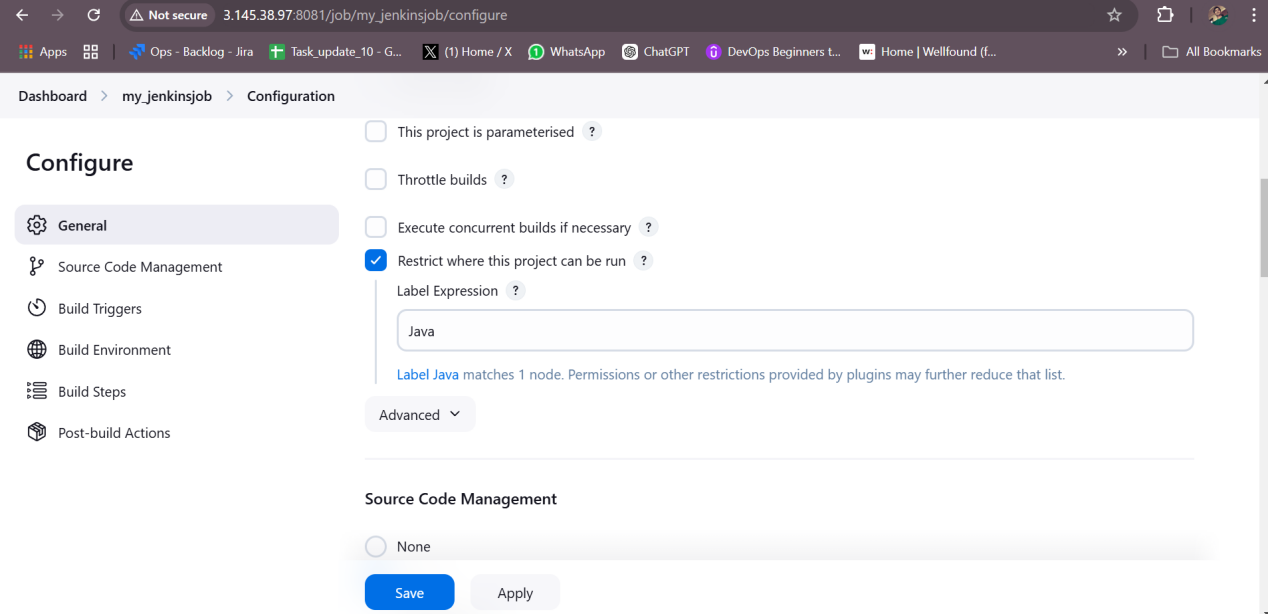 Not secure 3.145.38.97:8081/job/my_jenkinsjob/configure
Apps Ops - Backlog - Jira Task_update_10 - G... X (1) Home / X 1 WhatsApp ChatGPT DevOps Beginners t... w: Home | Wellfound (f... » All Bookmarks
Dashboard > my_jenkinsjob > Configuration
Configure
General
Source Code Management
Build Triggers
Build Environment
Build Steps
Post-build Actions
This project is parameterised ?
Throttle builds ?
Execute concurrent builds if necessary ?
Restrict where this project can be run ?
Label Expression ?
Java
Label Java matches 1 node. Permissions or other restrictions provided by plugins may further reduce that list.
Advanced
Source Code Management
None
Save Apply